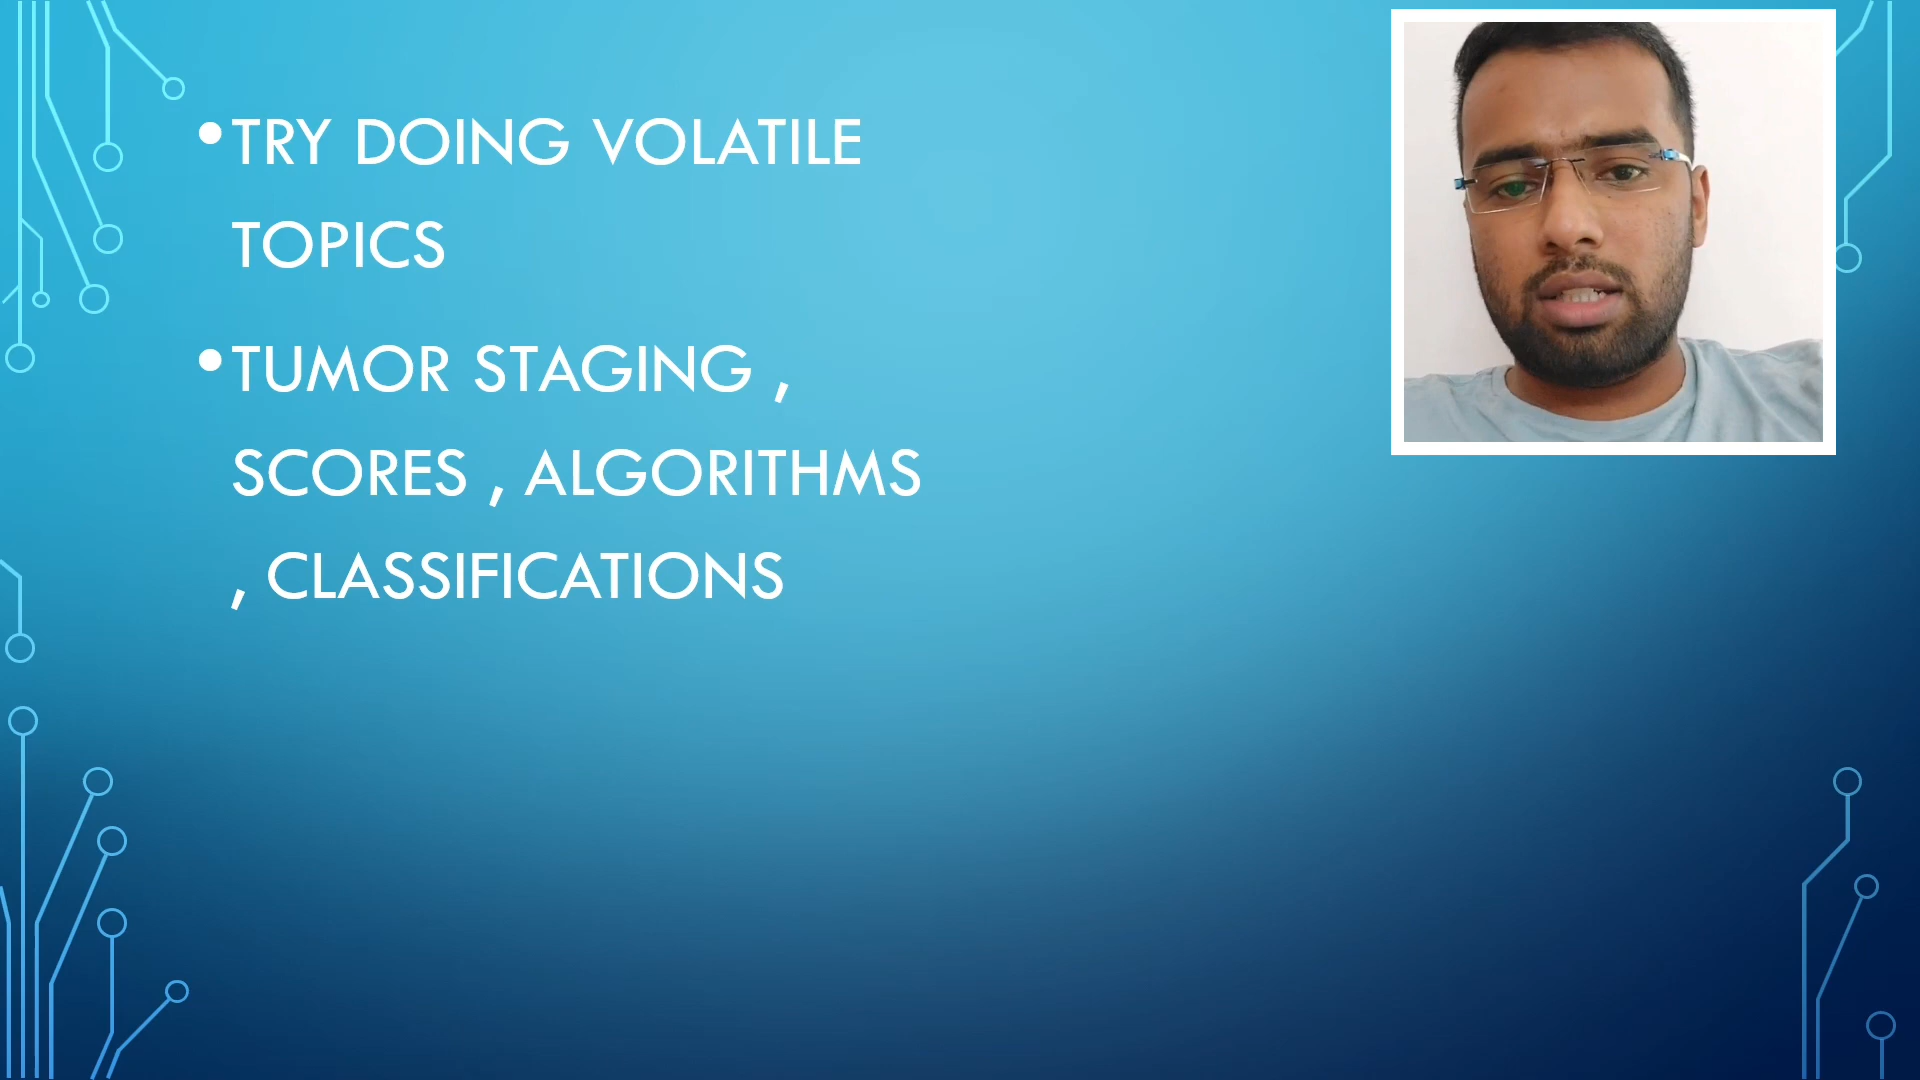 •TRY DOING VOLATILE
TOPICS
•TUMOR STAGING ,
SCORES , ALGORITHMS
, CLASSIFICATIONS